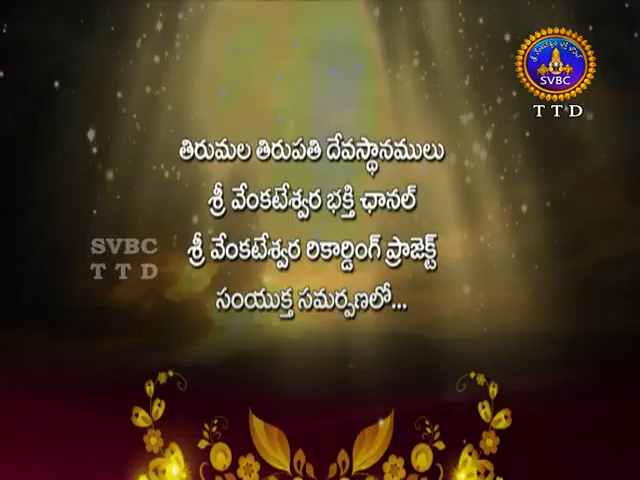 SVBC
TTD
తిరుమల తిరుపతి దేవస్థానములు
శ్రీ వేంకటేశ్వర భక్తి ఛానల్
శ్రీ వేంకటేశ్వర రికార్డింగ్ ప్రాజెక్ట్
సంయుక్త సమర్పణలో...
SVBC
TTD